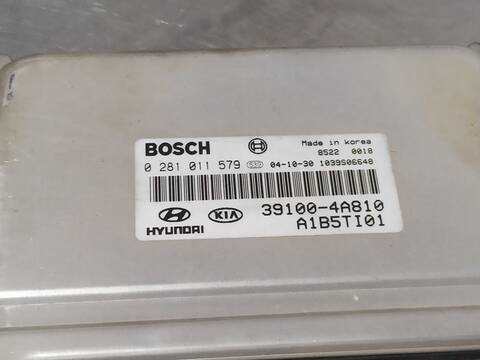 BOSCH
Made in korea
8522 0018
0 281 011 579 04-10-30 1039S06648
39100-4A810
HYUNDAI KIA A1B5TI01